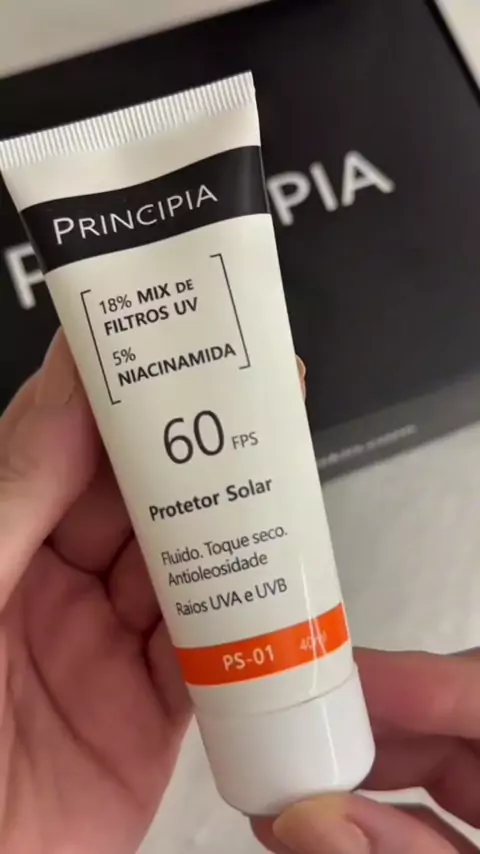 PRINCIPIA
18% MIX DE
FILTROS UV
5%
NIACINAMIDA
60 FPS
Protetor Solar
Fluido. Toque seco.
Antioleosidade
Raios UVA e UVB
PS-01 40ml
P PIA